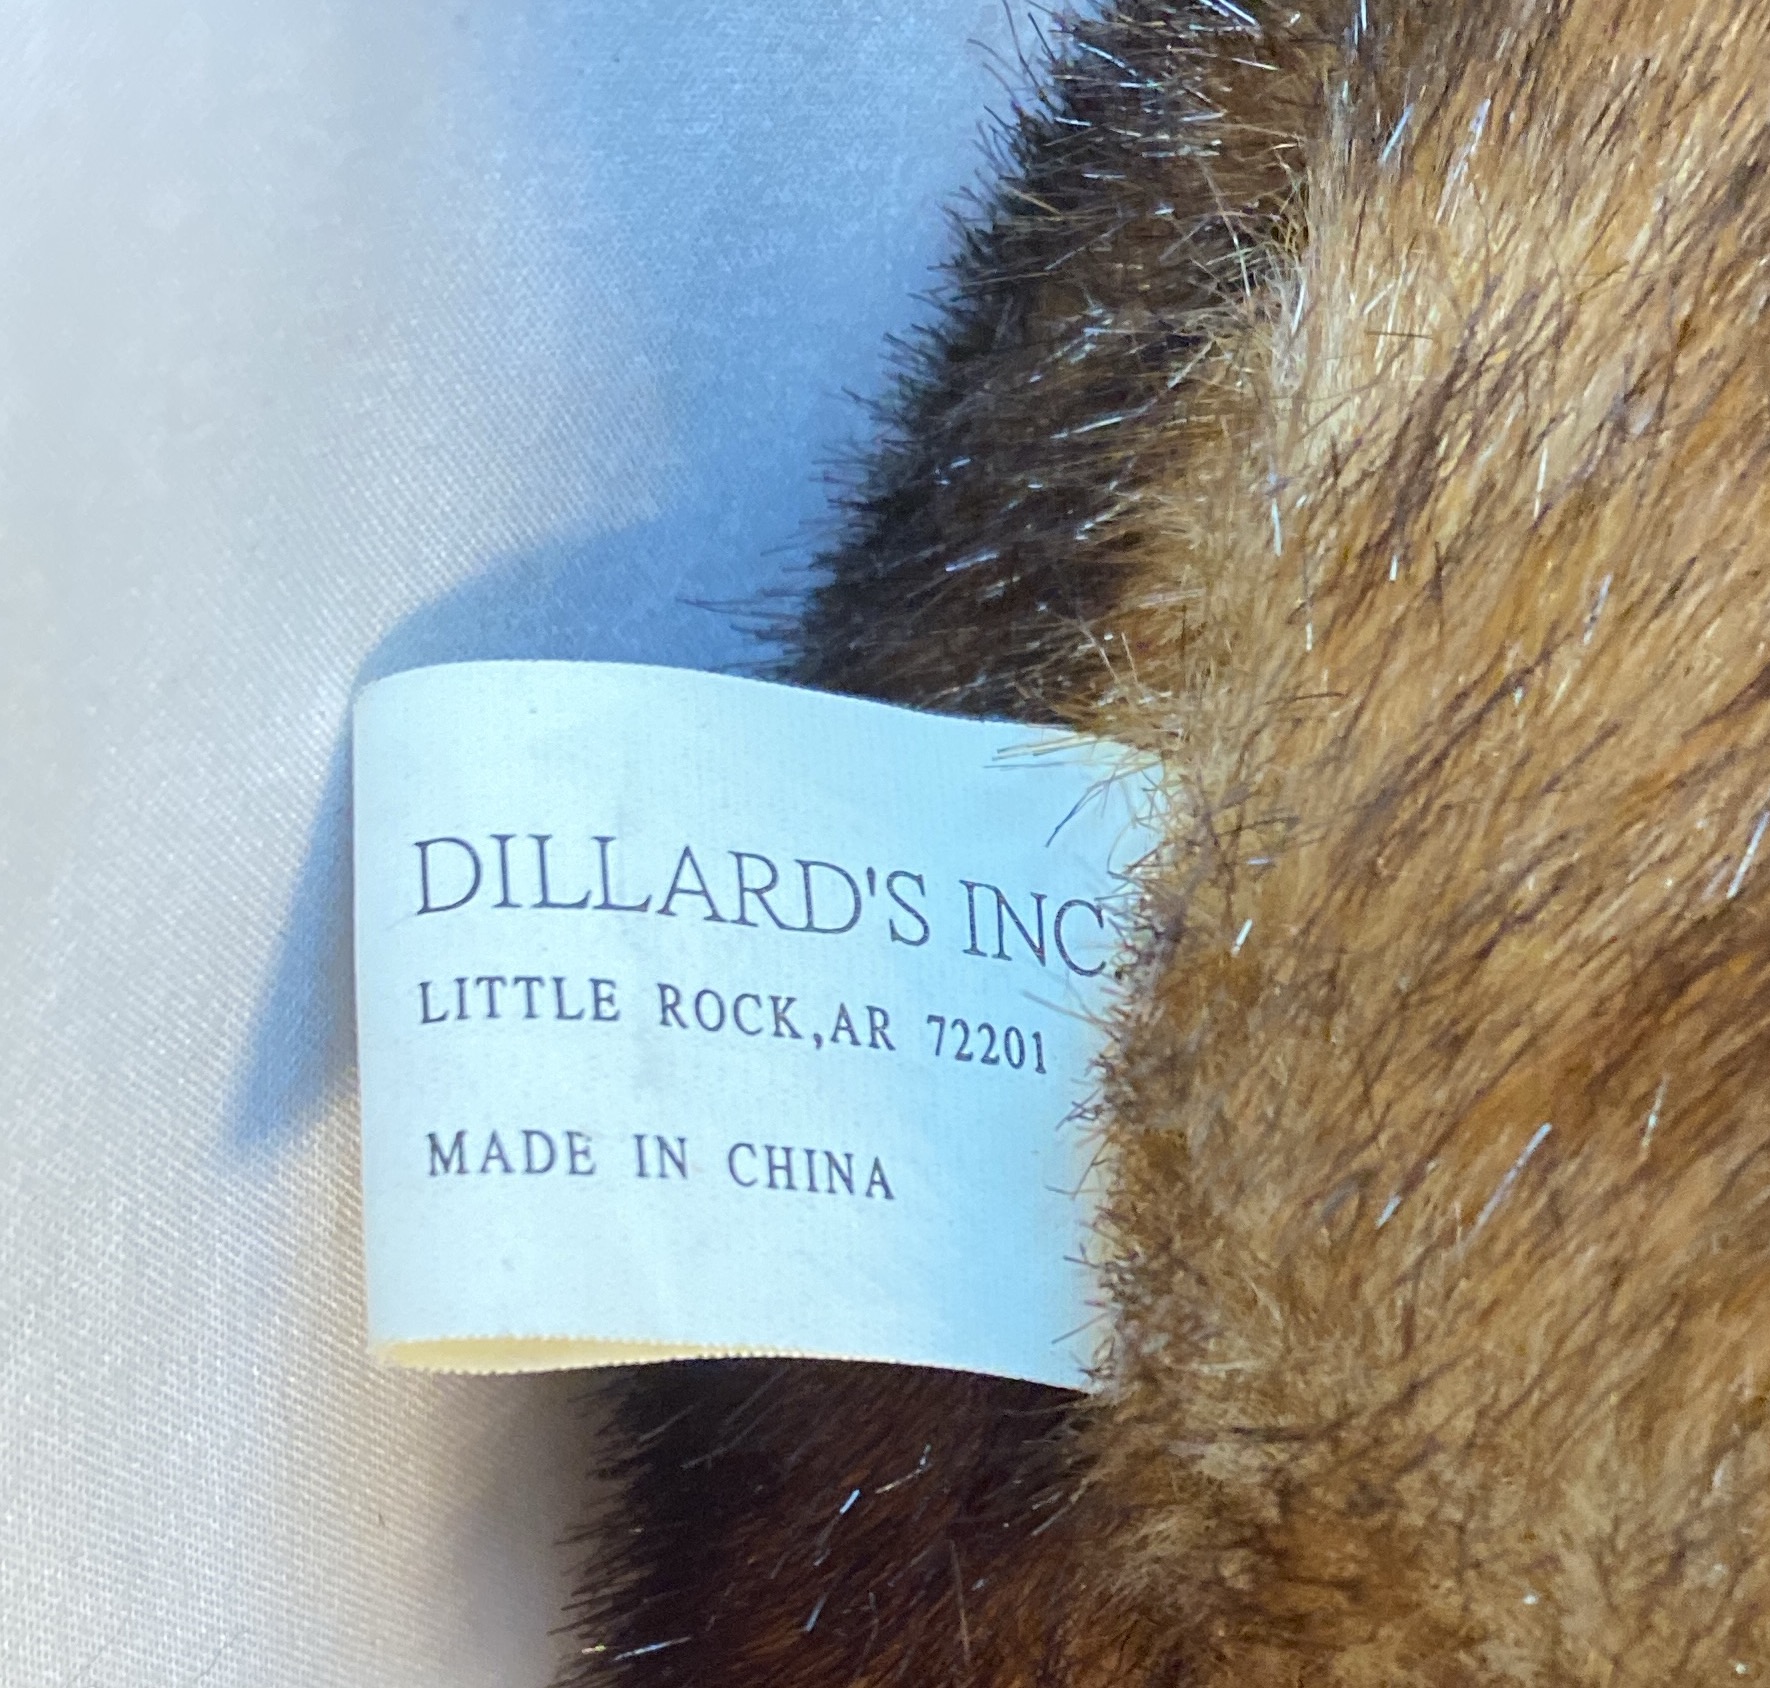 DILLARD'S INC.
LITTLE ROCK,AR 72201
MADE IN CHINA